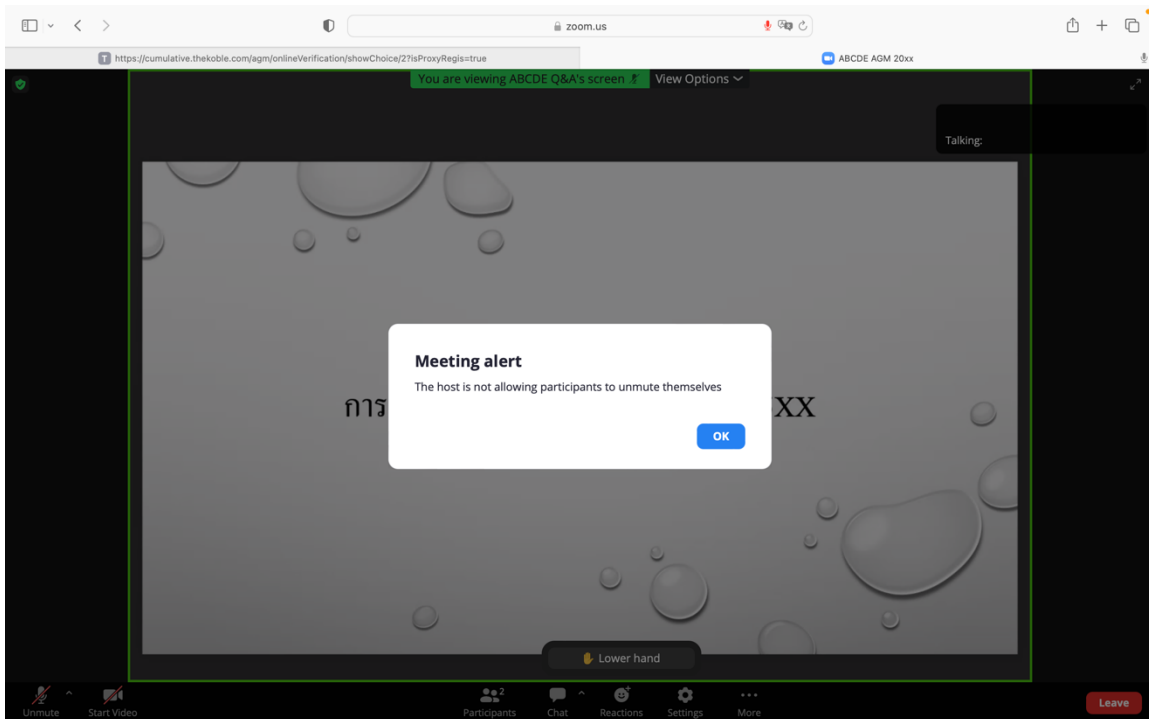 zoom.us
https://cumulative.thekoble.com/agm/onlineVerification/showChoice/2?isProxyRegis=true
ABCDE AGM 20xx
You are viewing ABCDE Q&A's screen
View Options
Talking:
Meeting alert
The host is not allowing participants to unmute themselves
OK
การ
XX
Lower hand
Unmute
Start Video
2
Participants
Chat
Reactions
Settings
More
Leave